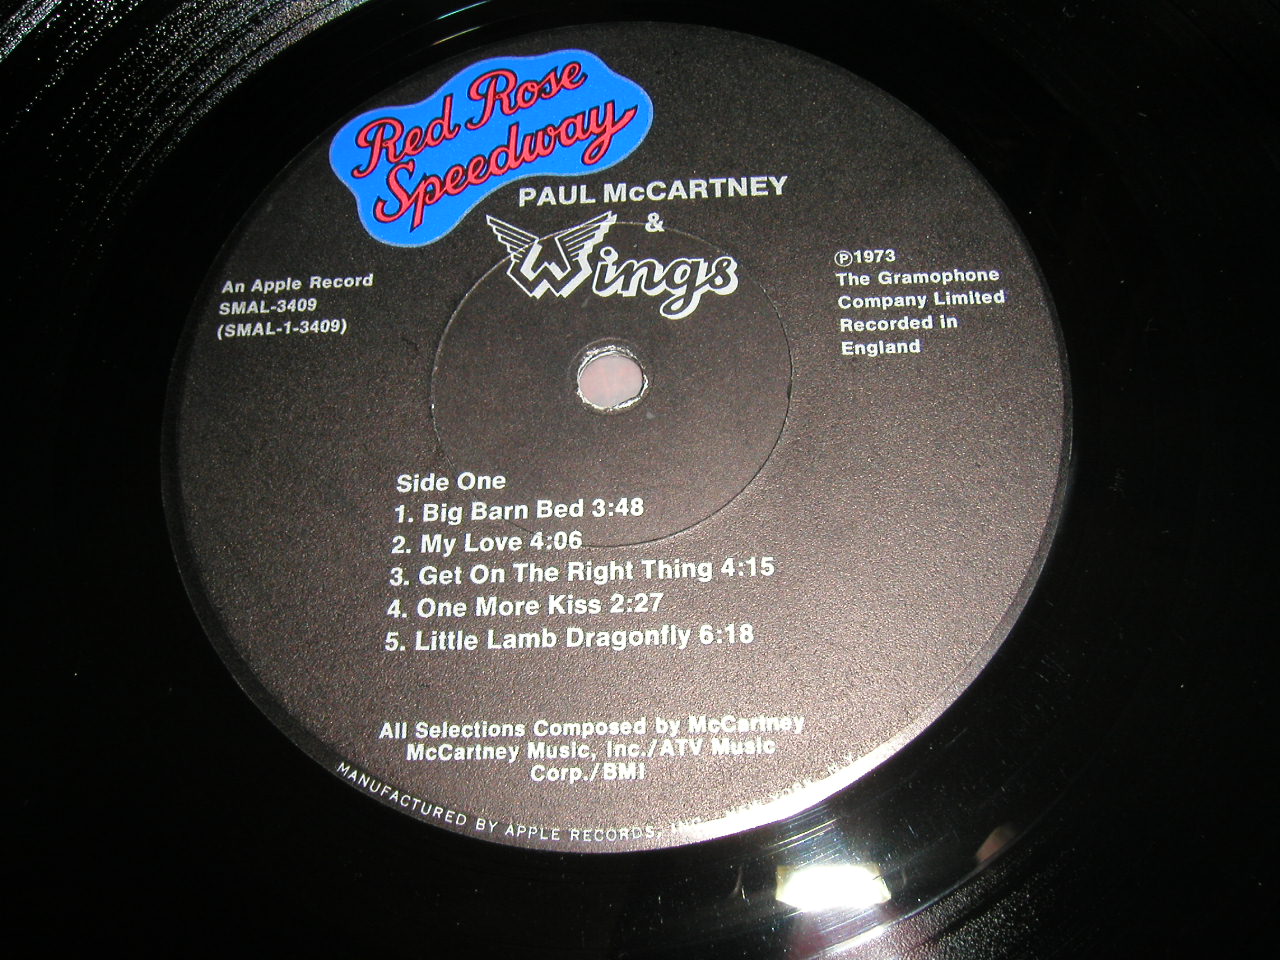 Red Rose
Speedway
PAUL McCARTNEY
&
Wings
An Apple Record
SMAL-3409
(SMAL-1-3409)
Ⓟ1973
The Gramophone
Company Limited
Recorded in
England
Side One
1. Big Barn Bed 3:48
2. My Love 4:06
3. Get On The Right Thing 4:15
4. One More Kiss 2:27
5. Little Lamb Dragonfly 6:18
All Selections Composed by McCartney
McCartney Music, Inc./ATV Music
Corp./BMI
MANUFACTURED BY APPLE RECORDS,